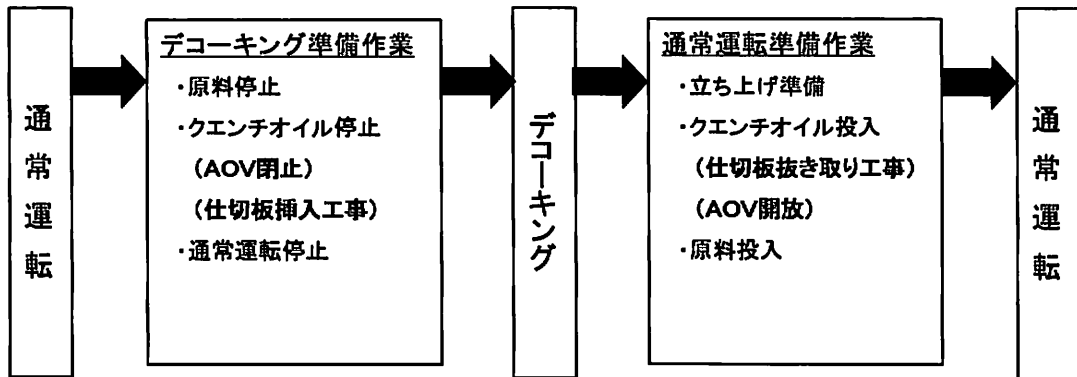 通常運転
デコーキング準備作業
・原料停止
・クエンチオイル停止
（AOV閉止）
（仕切板挿入工事）
・通常運転停止
デコーキング
通常運転準備作業
・立ち上げ準備
・クエンチオイル投入
（仕切板抜き取り工事）
（AOV開放）
・原料投入
通常運転